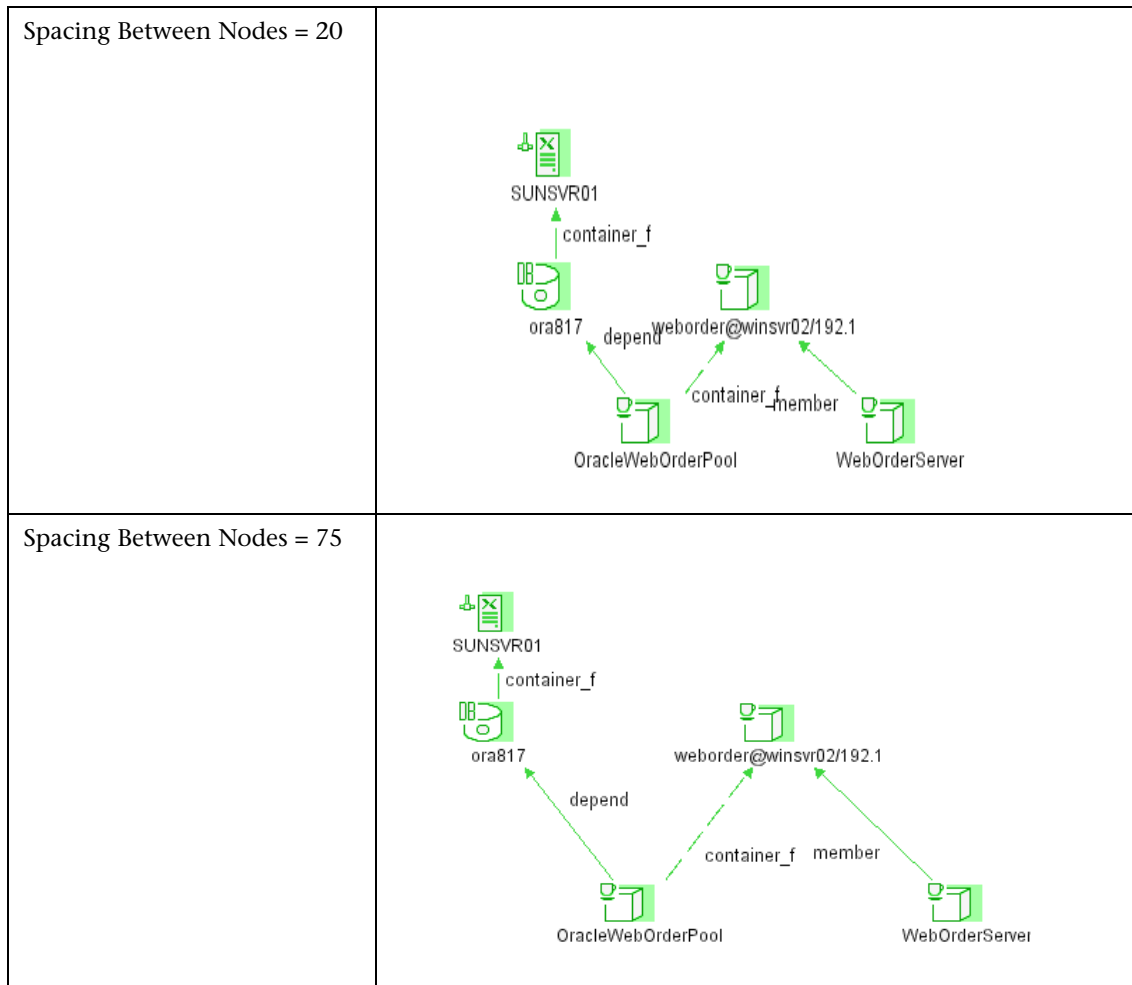 Spacing Between Nodes = 20
SUNSVR01
container_f
ora817
depend
weborder@winsvr02/192.1
container_f
member
OracleWebOrderPool
WebOrderServer
Spacing Between Nodes = 75
SUNSVR01
container_f
ora817
weborder@winsvr02/192.1
depend
container_f
member
OracleWebOrderPool
WebOrderServer